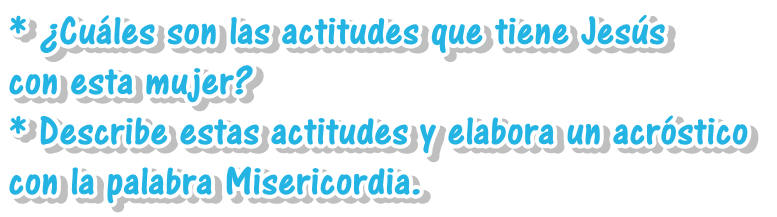 * ¿Cuáles son las actitudes que tiene Jesús
con esta mujer?
* Describe estas actitudes y elabora un acróstico
con la palabra Misericordia.